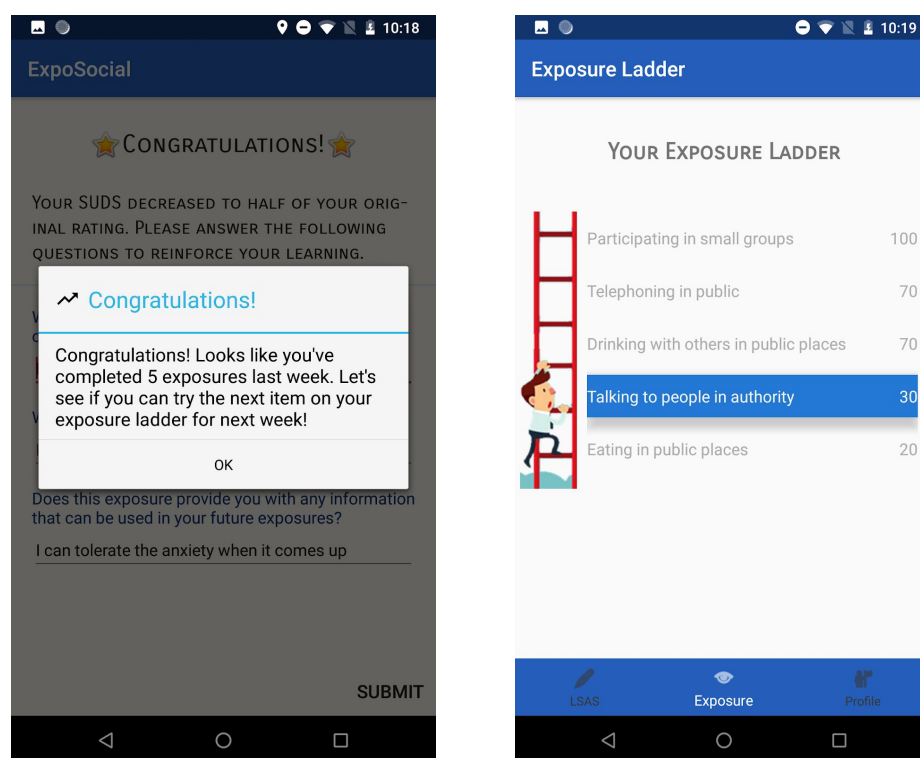 10:18
ExpoSocial
Congratulations!
Your SUDS decreased to half of your orig-
inal rating. Please answer the following
questions to reinforce your learning.
Congratulations!
Congratulations! Looks like you've
completed 5 exposures last week. Let's
see if you can try the next item on your
exposure ladder for next week!
OK
Does this exposure provide you with any information
that can be used in your future exposures?
I can tolerate the anxiety when it comes up
SUBMIT
10:19
Exposure Ladder
Your Exposure Ladder
Participating in small groups 100
Telephoning in public 70
Drinking with others in public places 70
Talking to people in authority 30
Eating in public places 20
LSAS Exposure Profile